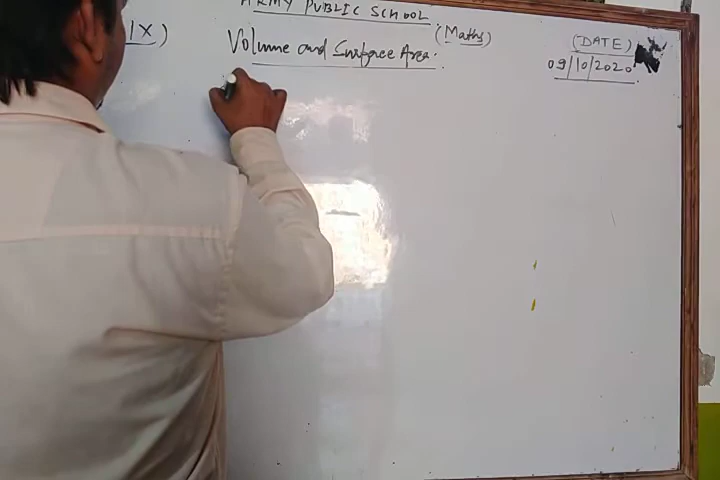 ARMY PUBLIC SCHOOL
IX)
(Maths)
(DATE)
Volume and Surface Area.
09/10/2020